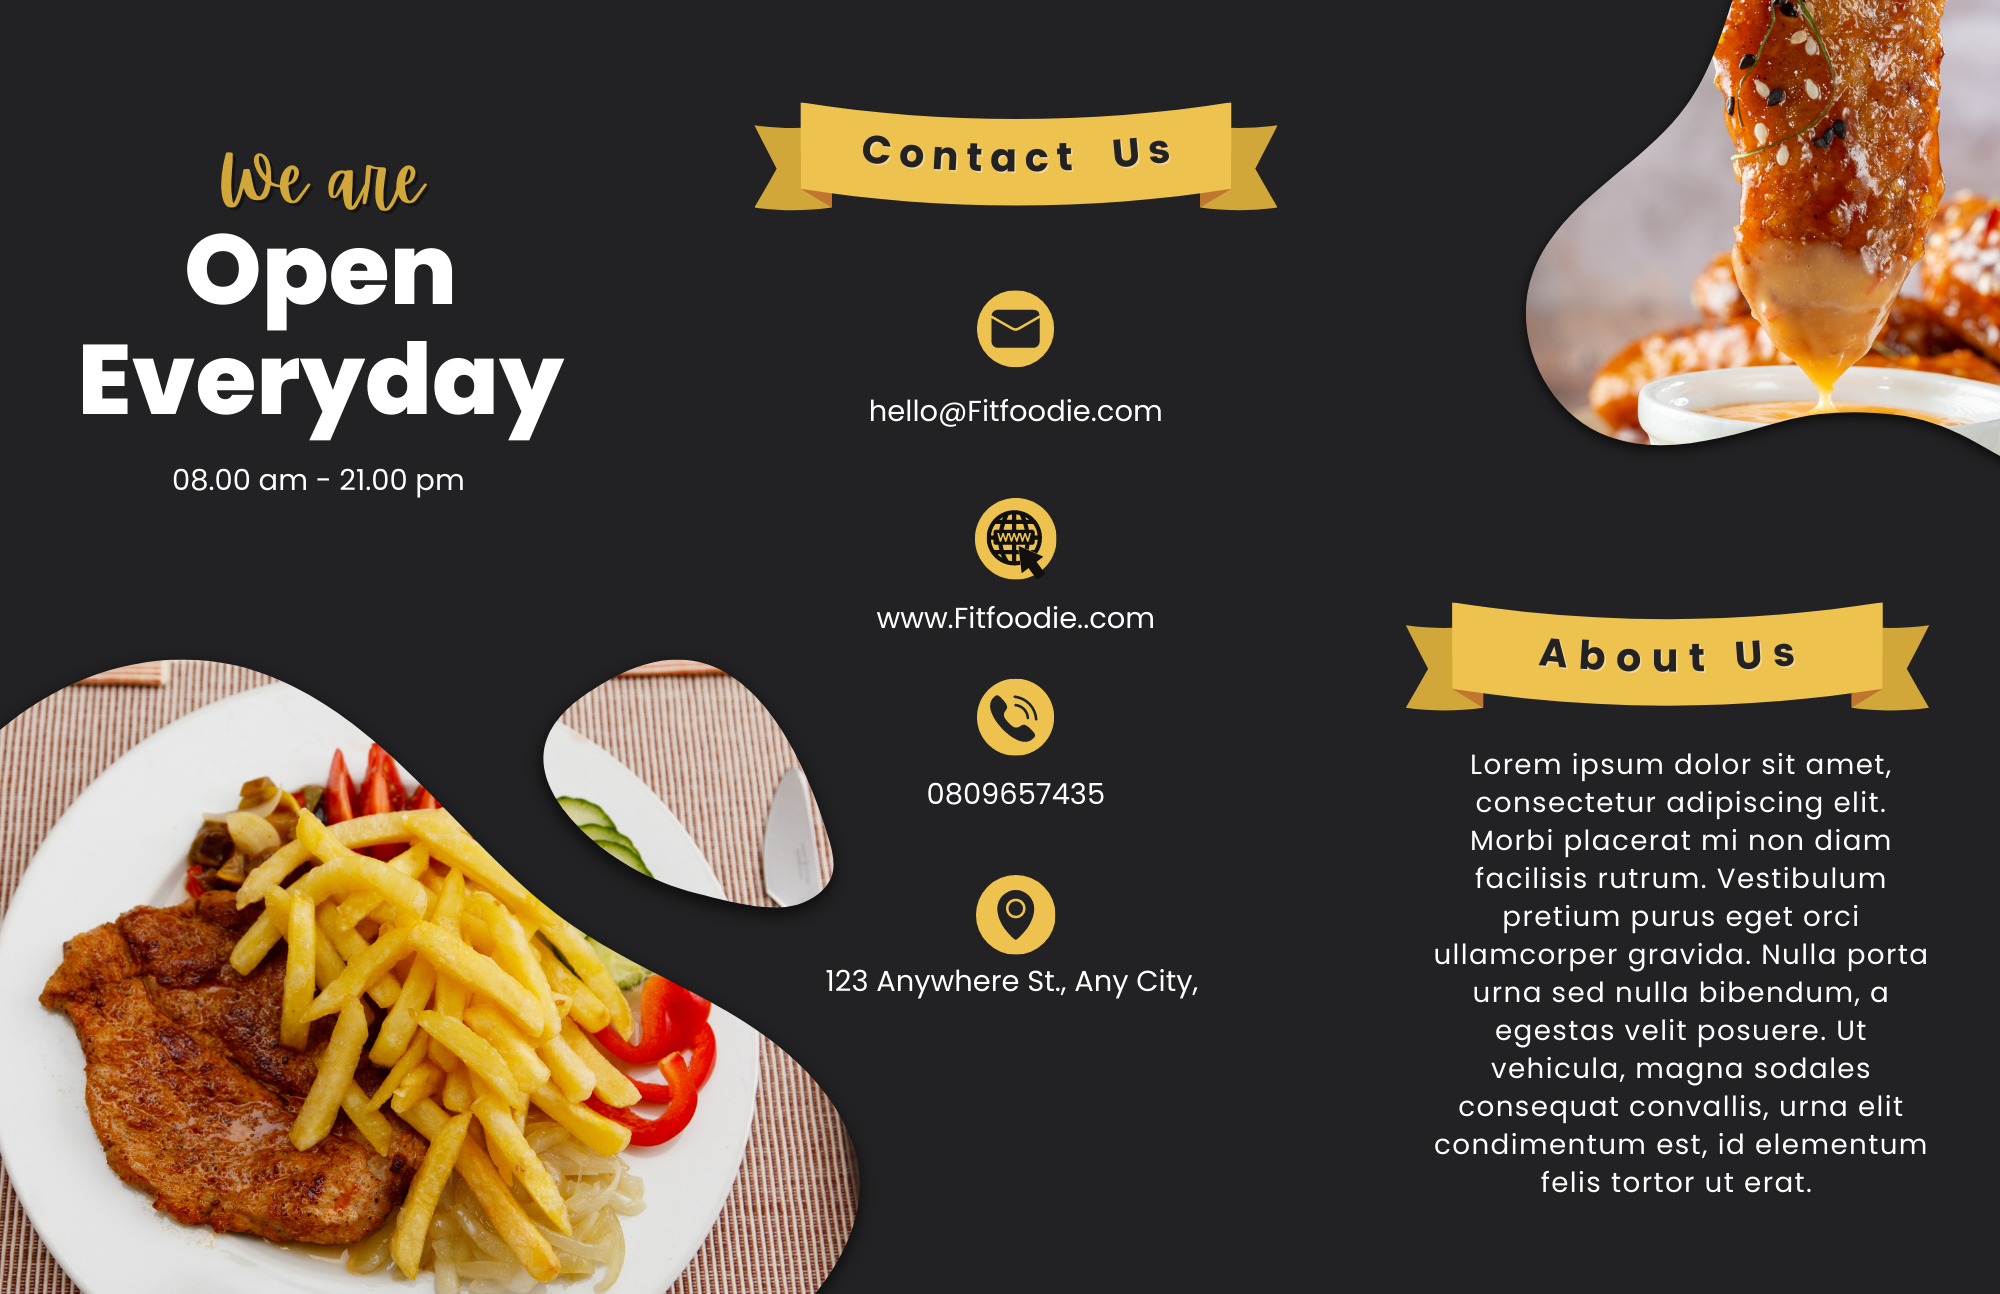 We are
Open
Everyday
08.00 am - 21.00 pm
Contact Us
hello@Fitfoodie.com
www
www.Fitfoodie..com
0809657435
123 Anywhere St., Any City,
About Us
Lorem ipsum dolor sit amet,
consectetur adipiscing elit.
Morbi placerat mi non diam
facilisis rutrum. Vestibulum
pretium purus eget orci
ullamcorper gravida. Nulla porta
urna sed nulla bibendum, a
egestas velit posuere. Ut
vehicula, magna sodales
consequat convallis, urna elit
condimentum est, id elementum
felis tortor ut erat.